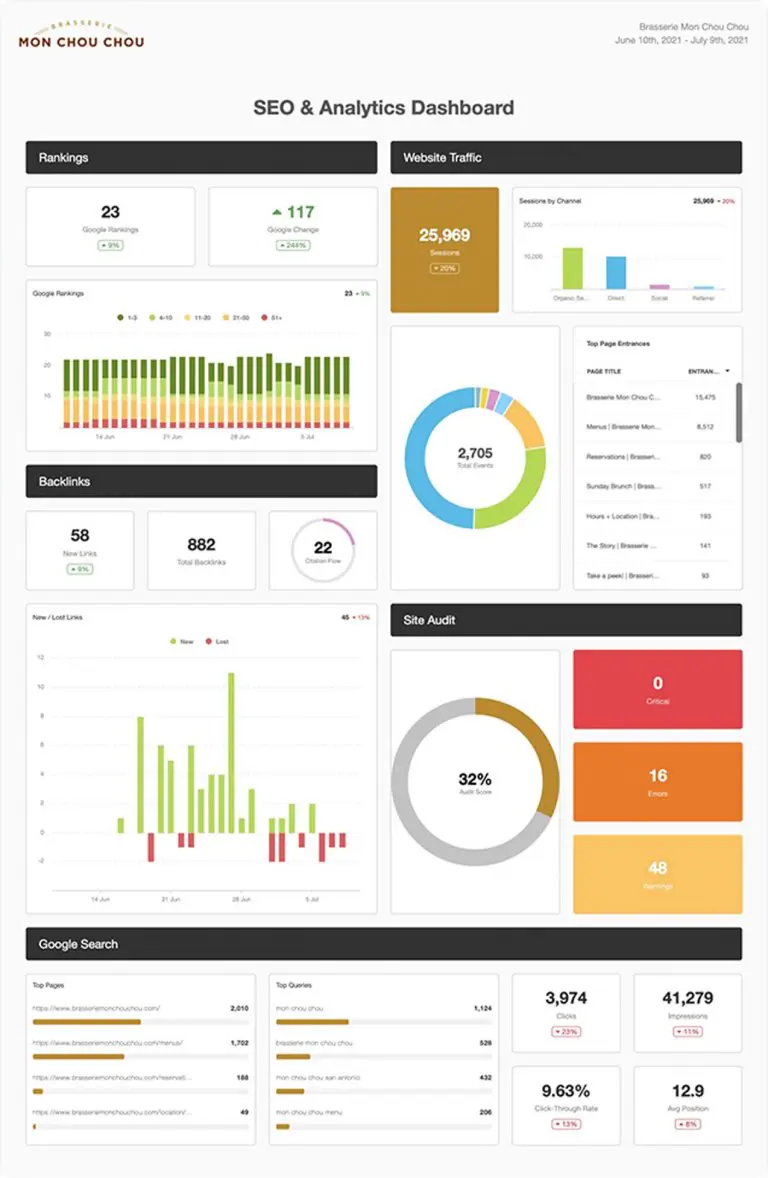 BRASSERIE
MON CHOU CHOU
Brasserie Mon Chou Chou
June 10th, 2021 - July 9th, 2021
SEO & Analytics Dashboard
Rankings
23
Google Rankings
▲ 9%
▲ 117
Google Change
▲ 244%
Google Rankings
23 ▲ 9%
1-3 4-10 11-20 21-50 51+
30
20
10
14 Jun 21 Jun 28 Jun 5 Jul
Website Traffic
25,969
Sessions
▼ 20%
Sessions by Channel
25,969 ▼ 20%
20,000
10,000
Organic Se... Direct Social Referral
2,705
Total Events
Top Page Entrances
PAGE TITLE ENTRAN... ▼
Brasserie Mon Chou C... 15,475
Menus | Brasserie Mon... 8,512
Reservations | Brasseri... 820
Sunday Brunch | Brass... 517
Hours + Location | Bra... 193
The Story | Brasserie ... 141
Take a peek! | Brasseri... 93
Backlinks
58
New Links
▲ 9%
882
Total Backlinks
22
Citation Flow
New / Lost Links
45 ▼ 13%
New Lost
12
10
8
6
4
2
0
-2
14 Jun 21 Jun 28 Jun 5 Jul
Site Audit
32%
Audit Score
0
Critical
16
Errors
48
Warnings
Google Search
Top Pages
https://www.brasseriemonchouchou.com/ 2,010
https://www.brasseriemonchouchou.com/menus/ 1,702
https://www.brasseriemonchouchou.com/reservati... 188
https://www.brasseriemonchouchou.com/location/... 49
Top Queries
mon chou chou 1,124
brasserie mon chou chou 528
mon chou chou san antonio 432
mon chou chou menu 206
3,974
Clicks
▼ 23%
41,279
Impressions
▼ 11%
9.63%
Click-Through Rate
▼ 13%
12.9
Avg Position
▼ 8%